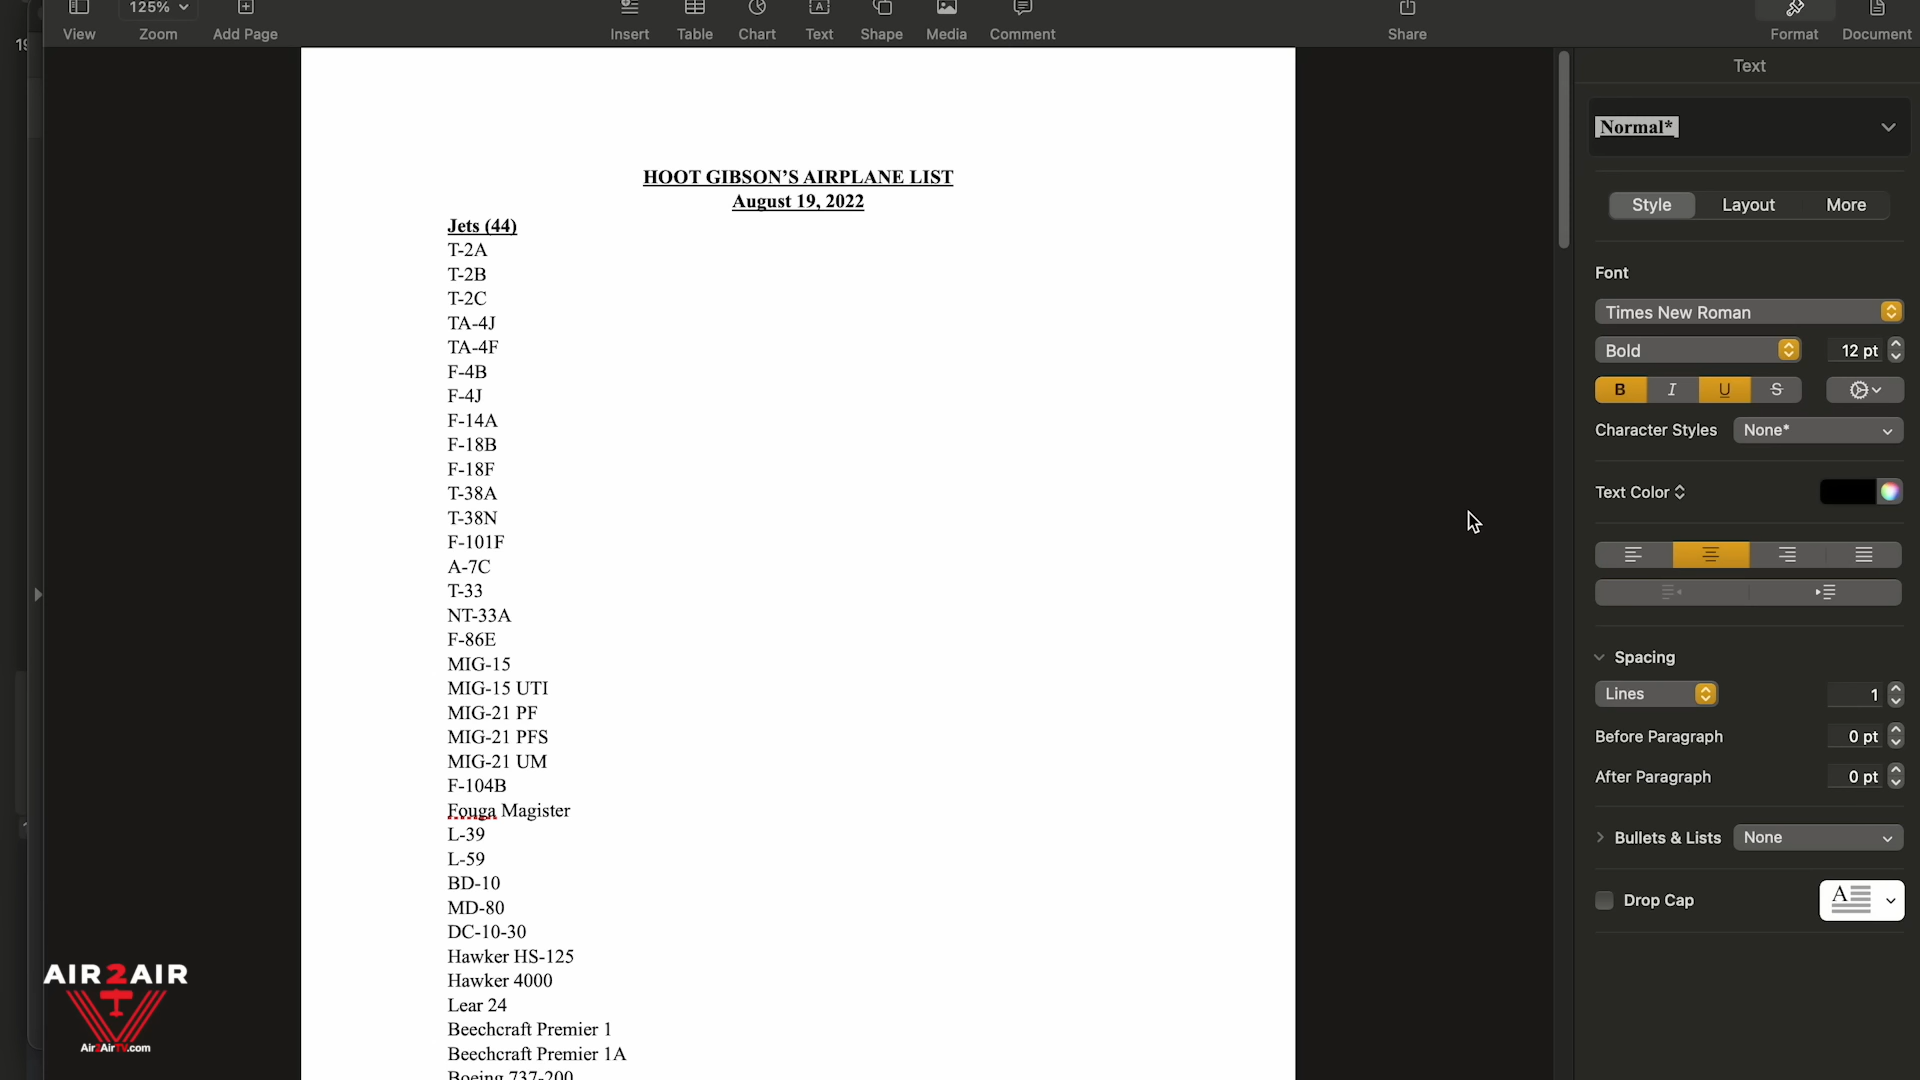 125%
View
Zoom
Add Page
Insert
Table
Chart
Text
Shape
Media
Comment
Share
Format
Document
HOOT GIBSON’S AIRPLANE LIST
August 19, 2022
Jets (44)
T-2A
T-2B
T-2C
TA-4J
TA-4F
F-4B
F-4J
F-14A
F-18B
F-18F
T-38A
T-38N
F-101F
A-7C
T-33
NT-33A
F-86E
MIG-15
MIG-15 UTI
MIG-21 PF
MIG-21 PFS
MIG-21 UM
F-104B
Fouga Magister
L-39
L-59
BD-10
MD-80
DC-10-30
Hawker HS-125
Hawker 4000
Lear 24
Beechcraft Premier 1
Beechcraft Premier 1A
Boeing 737-200
Text
Normal*
Style
Layout
More
Font
Times New Roman
Bold
12 pt
B I U S
Character Styles
None*
Text Color
Spacing
Lines
1
Before Paragraph
0 pt
After Paragraph
0 pt
Bullets & Lists
None
Drop Cap
A
AIR2AIR
Air2AirTV.com